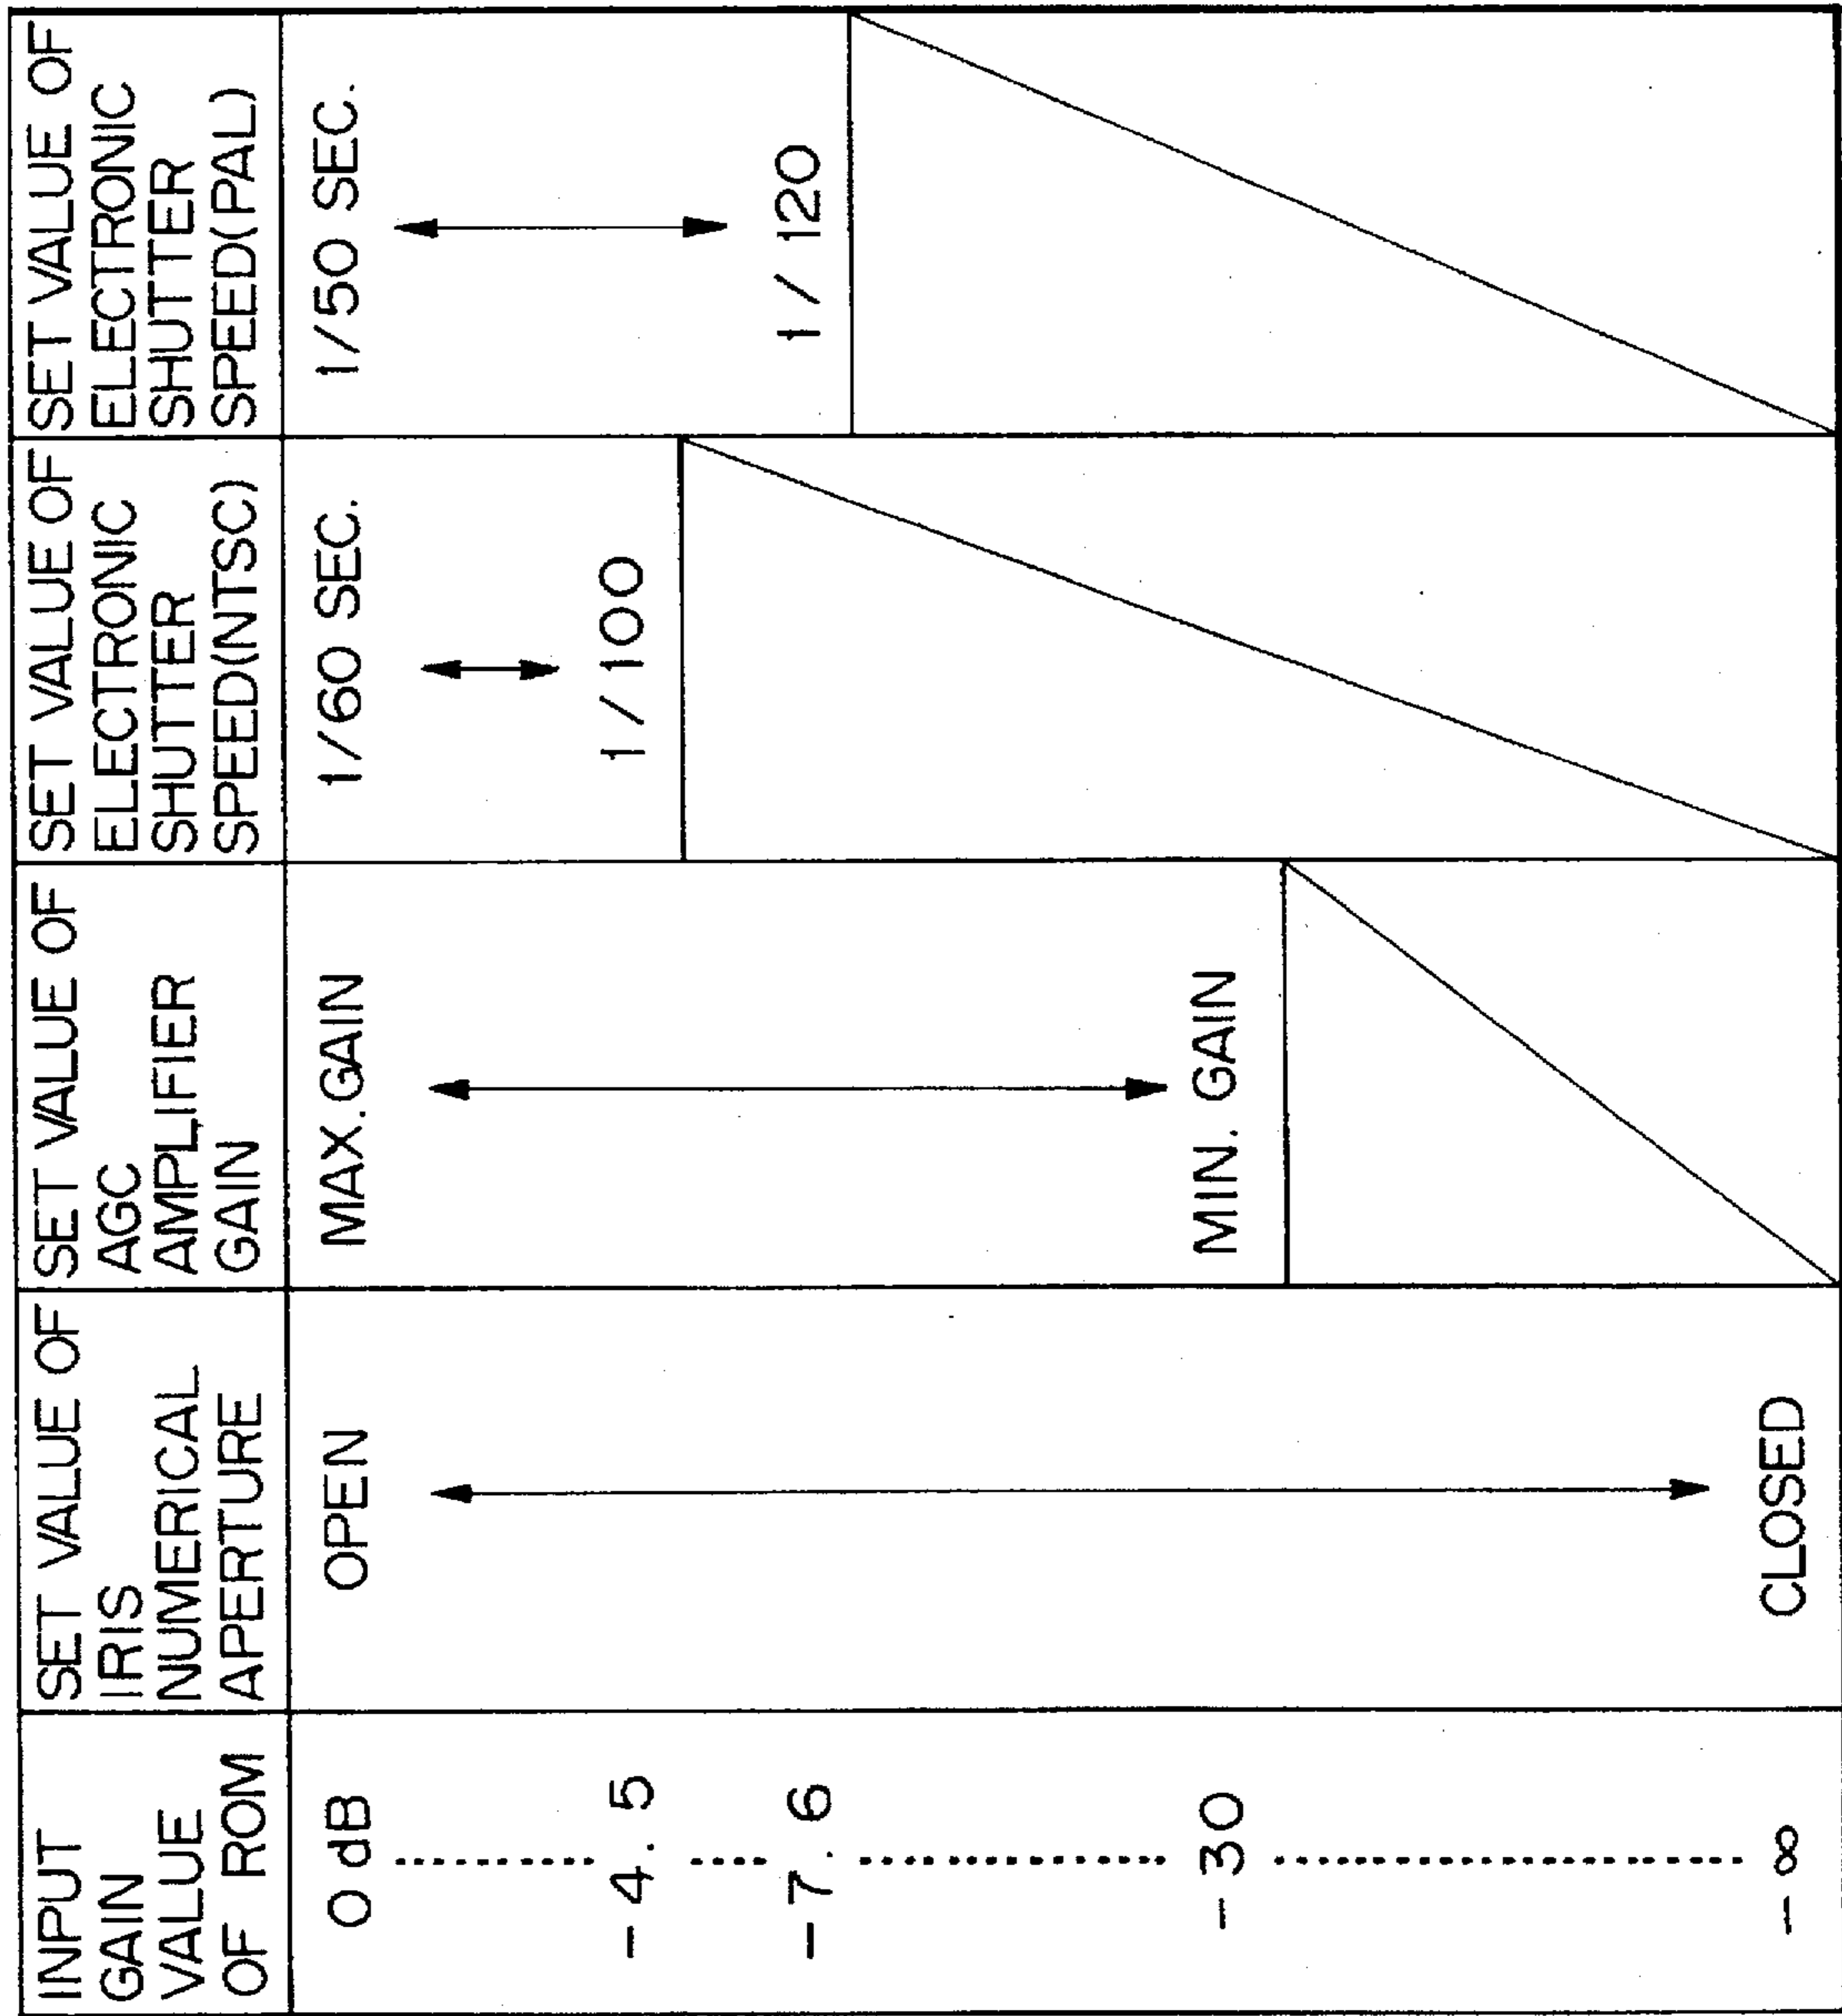 INPUT
GAIN
VALUE
OF ROM
SET VALUE OF
IRIS
NUMERICAL
APERTURE
SET VALUE OF
AGC
AMPLIFIER
GAIN
SET VALUE OF
ELECTRONIC
SHUTTER
SPEED(NTSC)
SET VALUE OF
ELECTRONIC
SHUTTER
SPEED(PAL)
0 dB
-4.5
-7.6
-30
-∞
OPEN
CLOSED
MAX.GAIN
MIN. GAIN
1/60 SEC.
1/100
1/50 SEC.
1/120